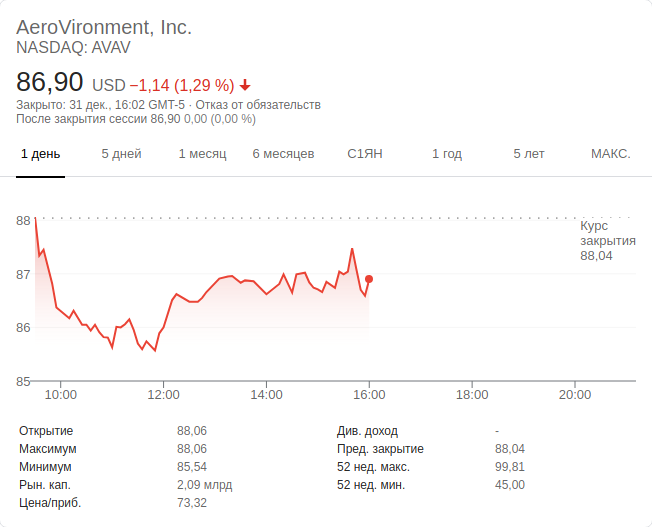 AeroVironment, Inc.
NASDAQ: AVAV
86,90 USD −1,14 (1,29 %)
Закрыто: 31 дек., 16:02 GMT-5 · Отказ от обязательств
После закрытия сессии 86,90 0,00 (0,00 %)
1 день 5 дней 1 месяц 6 месяцев С1ЯН 1 год 5 лет МАКС.
88
Курс
закрытия
88,04
87
86
85
10:00 12:00 14:00 16:00 18:00 20:00
Открытие 88,06 Див. доход -
Максимум 88,06 Пред. закрытие 88,04
Минимум 85,54 52 нед. макс. 99,81
Рын. кап. 2,09 млрд 52 нед. мин. 45,00
Цена/приб. 73,32